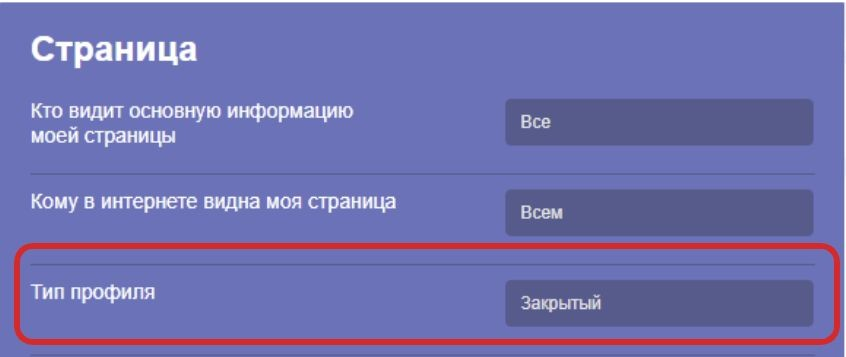 Страница
Кто видит основную информацию
моей страницы
Все
Кому в интернете видна моя страница
Всем
Тип профиля
Закрытый